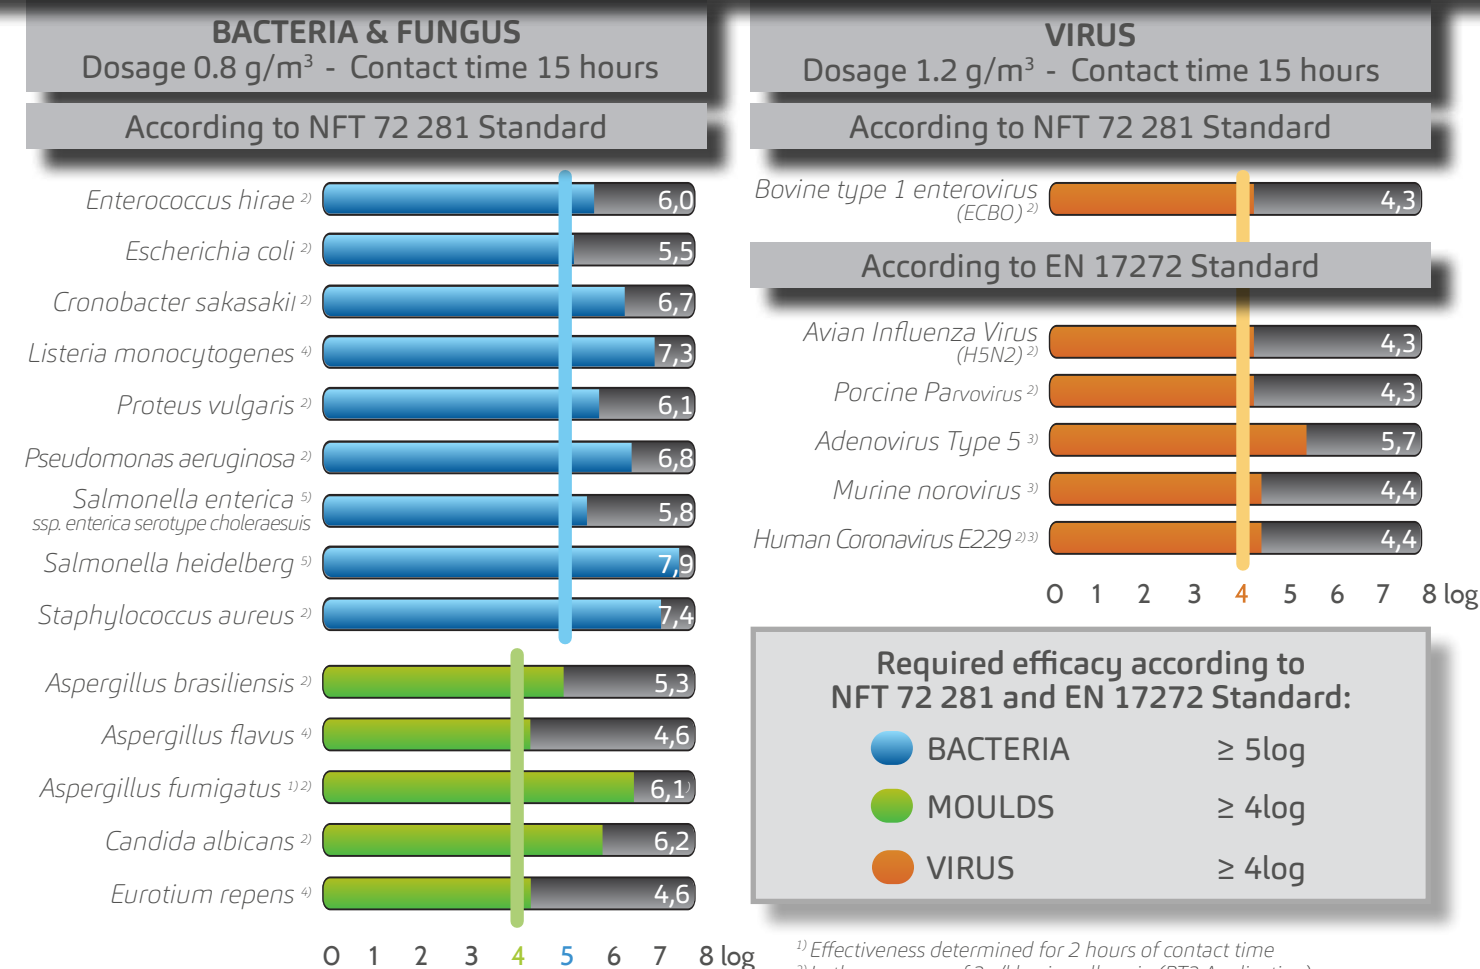 BACTERIA & FUNGUS
Dosage 0.8 g/m³ - Contact time 15 hours
According to NFT 72 281 Standard
Enterococcus hirae ²⁾ 6,0
Escherichia coli ²⁾ 5,5
Cronobacter sakasakiI ²⁾ 6,7
Listeria monocytogenes ⁴⁾ 7,3
Proteus vulgaris ²⁾ 6,1
Pseudomonas aeruginosa ²⁾ 6,8
Salmonella enterica ⁵⁾ 5,8
ssp. enterica serotype choleraesuis
Salmonella heidelberg ⁵⁾ 7,9
Staphylococcus aureus ²⁾ 7,4
Aspergillus brasiliensis ²⁾ 5,3
Aspergillus flavus ⁴⁾ 4,6
Aspergillus fumigatus ¹⁾ ²⁾ 6,1⁾
Candida albicans ²⁾ 6,2
Eurotium repens ⁴⁾ 4,6
0 1 2 3 4 5 6 7 8 log
VIRUS
Dosage 1.2 g/m³ - Contact time 15 hours
According to NFT 72 281 Standard
Bovine type 1 enterovirus
(ECBO) ²⁾ 4,3
According to EN 17272 Standard
Avian Influenza Virus
(H5N2) ²⁾ 4,3
Porcine Parvovirus ²⁾ 4,3
Adenovirus Type 5 ³⁾ 5,7
Murine norovirus ³⁾ 4,4
Human Coronavirus E229 ²⁾ ³⁾ 4,4
0 1 2 3 4 5 6 7 8 log
Required efficacy according to
NFT 72 281 and EN 17272 Standard:
BACTERIA ≥ 5log
MOULDS ≥ 4log
VIRUS ≥ 4log
¹⁾ Effectiveness determined for 2 hours of contact time